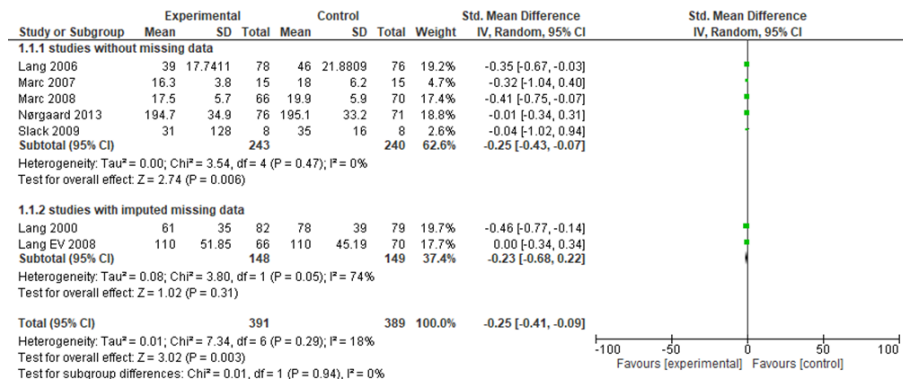 Experimental Control Std. Mean Difference Std. Mean Difference
Study or Subgroup Mean SD Total Mean SD Total Weight IV, Random, 95% CI IV, Random, 95% CI
1.1.1 studies without missing data
Lang 2006 39 17.7411 78 46 21.8809 76 19.2% -0.35 [-0.67, -0.03]
Marc 2007 16.3 3.8 15 18 6.2 15 4.7% -0.32 [-1.04, 0.40]
Marc 2008 17.5 5.7 66 19.9 5.9 70 17.4% -0.41 [-0.75, -0.07]
Nørgaard 2013 194.7 34.9 76 195.1 33.2 71 18.8% -0.01 [-0.34, 0.31]
Slack 2009 31 128 8 35 16 8 2.6% -0.04 [-1.02, 0.94]
Subtotal (95% CI) 243 240 62.6% -0.25 [-0.43, -0.07]
Heterogeneity: Tau² = 0.00; Chi² = 3.54, df = 4 (P = 0.47); I² = 0%
Test for overall effect: Z = 2.74 (P = 0.006)
1.1.2 studies with imputed missing data
Lang 2000 61 35 82 78 39 79 19.7% -0.46 [-0.77, -0.14]
Lang EV 2008 110 51.85 66 110 45.19 70 17.7% 0.00 [-0.34, 0.34]
Subtotal (95% CI) 148 149 37.4% -0.23 [-0.68, 0.22]
Heterogeneity: Tau² = 0.08; Chi² = 3.80, df = 1 (P = 0.05); I² = 74%
Test for overall effect: Z = 1.02 (P = 0.31)
Total (95% CI) 391 389 100.0% -0.25 [-0.41, -0.09]
Heterogeneity: Tau² = 0.01; Chi² = 7.34, df = 6 (P = 0.29); I² = 18%
Test for overall effect: Z = 3.02 (P = 0.003)
Test for subgroup differences: Chi² = 0.01, df = 1 (P = 0.94), I² = 0%
-100 -50 0 50 100
Favours [experimental] Favours [control]